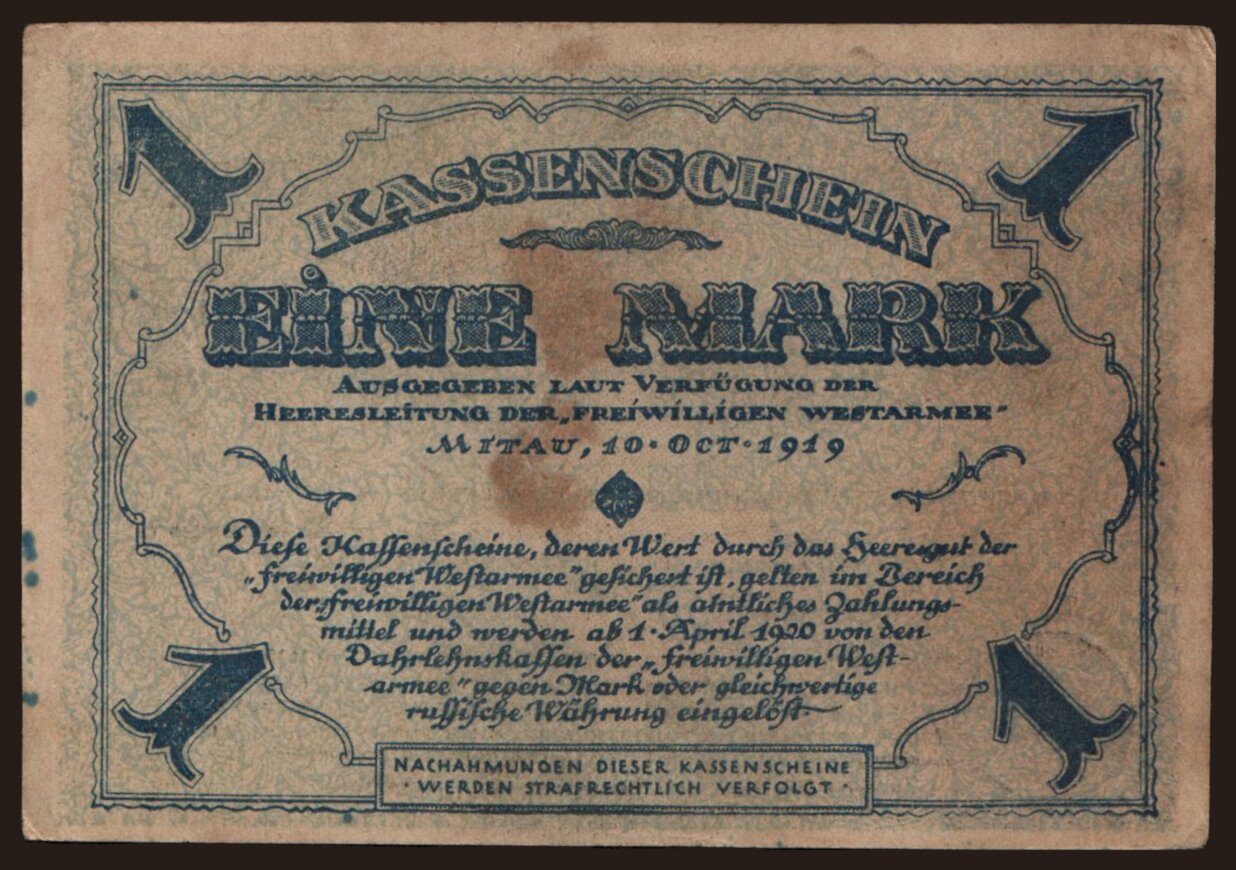 1 1
KASSENSCHEIN
EINE MARK
AUSGEGEBEN LAUT VERFÜGUNG DER
HEERESLEITUNG DER „FREIWILLIGEN WESTARMEE"
MITAU, 10. OCT. 1919
Diese Kassenscheine, deren Wert durch das Heeresgut der
„freiwilligen Westarmee" gesichert ist, gelten im Bereich
der „freiwilligen Westarmee" als amtliches Zahlungs-
mittel und werden ab 1. April 1920 von den
Dahrlehnskassen der „freiwilligen West-
armee" gegen Mark oder gleichwertige
russische Währung eingelöst.
1 1
NACHAHMUNGEN DIESER KASSENSCHEINE
· WERDEN STRAFRECHTLICH VERFOLGT ·